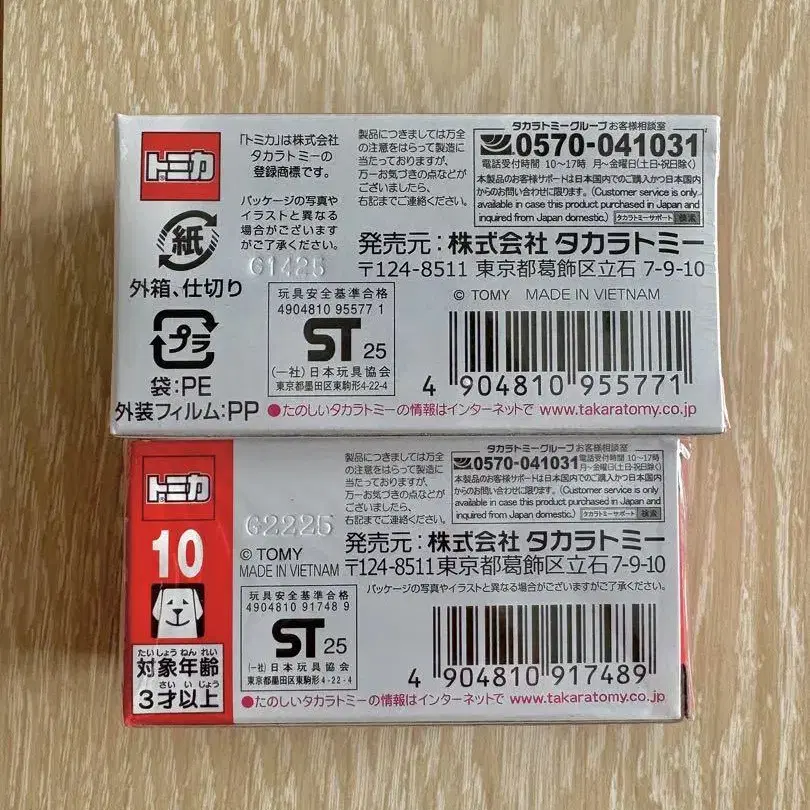 トミカ
「トミカ」は株式会社
タカラトミーの
登録商標です。
パッケージの写真や
イラストと異なる
場合がございます
がご了承ください。
G1425
製品につきましては万全
の注意をはらって製造に
当たっておりますが、
万一お気づきの点などが
ございましたら、
右記までご連絡ください。
タカラトミーグループ お客様相談室
0570-041031
電話受付時間 10〜17時 月〜金曜日(土日・祝日除く)
本製品のお客様サポートは日本国内でのご購入かつ日本国内
からのお問い合わせに限ります。(Customer service is only
available in case this product purchased in Japan and
inquired from Japan domestic.) タカラトミーサポート 検索
発売元：株式会社 タカラトミー
〒124-8511 東京都葛飾区立石 7-9-10
紙
外箱、仕切り
プラ
袋：PE
外装フィルム：PP
玩具安全基準合格
4904810 95577 1
ST 25
(一社)日本玩具協会
東京都墨田区東駒形4-22-4
© TOMY MADE IN VIETNAM
4 904810 955771
●たのしいタカラトミーの情報はインターネットで www.takaratomy.co.jp
トミカ
10
たいしょう ねん れい
対象年齢
さい い じょう
3才以上
G2225
© TOMY
MADE IN VIETNAM
製品につきましては万全
の注意をはらって製造に
当たっておりますが、
万一お気づきの点などが
ございましたら、
右記までご連絡ください。
タカラトミーグループ お客様相談室
0570-041031
電話受付時間 10〜17時
月〜金曜日(土日・祝日除く)
本製品のお客様サポートは日本国内でのご購入かつ日本国内
からのお問い合わせに限ります。(Customer service is only
available in case this product purchased in Japan and
inquired from Japan domestic.) タカラトミーサポート 検索
発売元：株式会社 タカラトミー
〒124-8511 東京都葛飾区立石 7-9-10
パッケージの写真やイラストと異なる場合がございますがご了承ください。
玩具安全基準合格
4904810 91748 9
ST 25
(一社)日本玩具協会
東京都墨田区東駒形4-22-4
4 904810 917489
●たのしいタカラトミーの情報はインターネットで www.takaratomy.co.jp